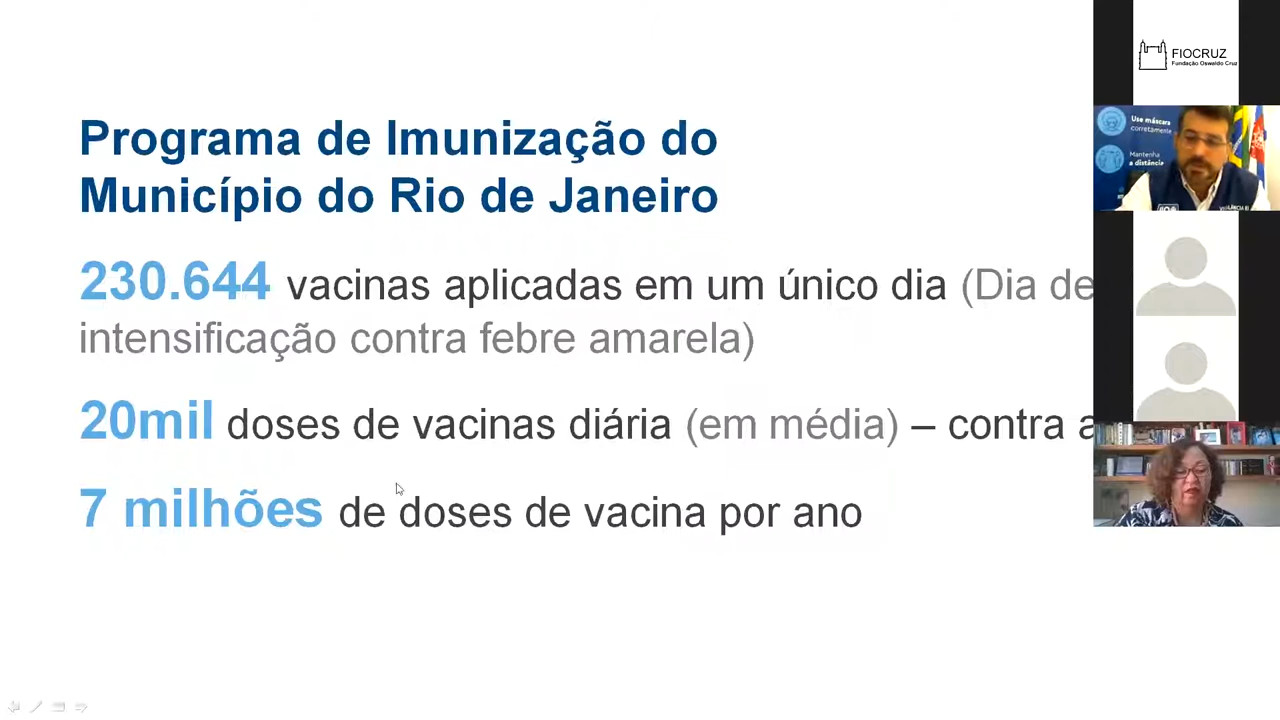 Programa de Imunização do
Município do Rio de Janeiro
230.644 vacinas aplicadas em um único dia (Dia de
intensificação contra febre amarela)
20mil doses de vacinas diária (em média) – contra a
7 milhões de doses de vacina por ano
FIOCRUZ
Fundação Oswaldo Cruz
Use máscara
corretamente
Mantenha
a distância